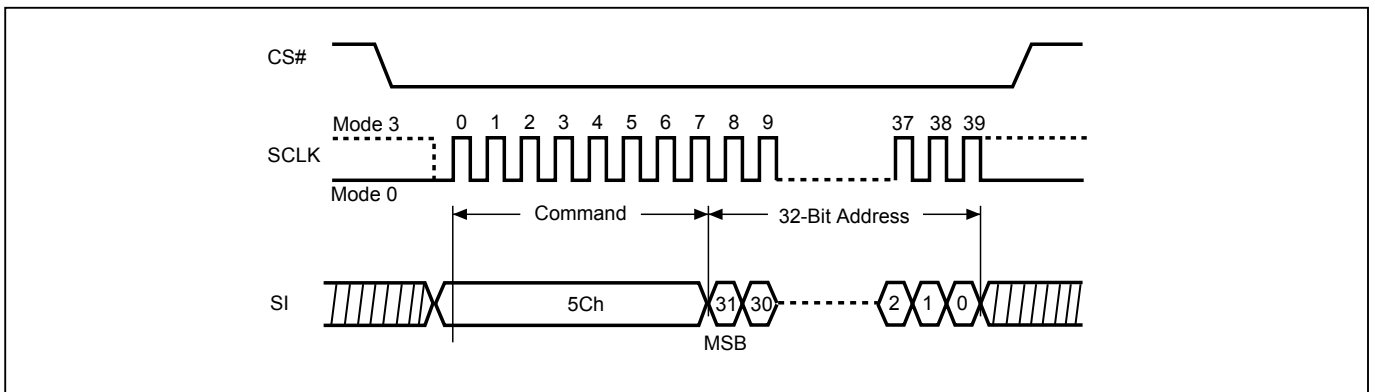 CS#
Mode 3
0 1 2 3 4 5 6 7 8 9 37 38 39
SCLK
Mode 0
Command 32-Bit Address
SI 5Ch 31 30 2 1 0
MSB